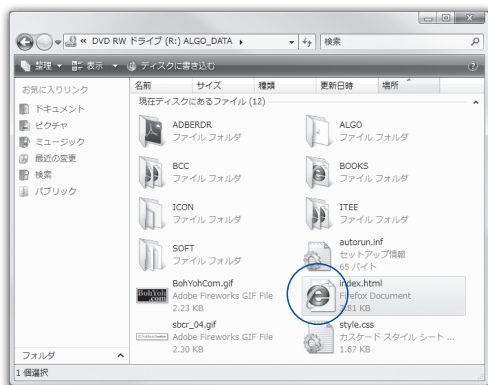 « DVD RW ドライブ (R:) ALGO_DATA
検索
整理 表示 ディスクに書き込む
お気に入りリンク
ドキュメント
ピクチャ
ミュージック
最近の変更
検索
パブリック
フォルダ
名前 サイズ 種類 更新日時 場所
現在ディスクにあるファイル (12)
ADBERDR
ファイル フォルダ
ALGO
ファイル フォルダ
BCC
ファイル フォルダ
BOOKS
ファイル フォルダ
ICON
ファイル フォルダ
ITEE
ファイル フォルダ
SOFT
ファイル フォルダ
autorun.inf
セットアップ情報
65 バイト
BohYohCom.gif
Adobe Fireworks GIF File
2.23 KB
index.html
Firefox Document
3.81 KB
sbcr_04.gif
Adobe Fireworks GIF File
2.30 KB
style.css
カスケード スタイル シート ...
1.67 KB
BohYoh
.com
1 個選択